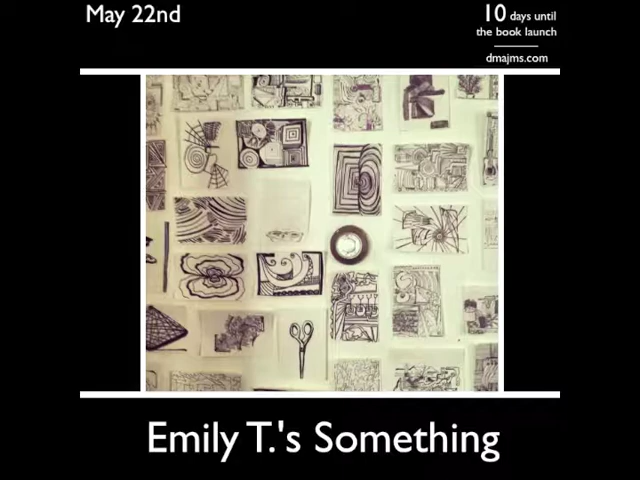 May 22nd
10 days until
the book launch
dmajms.com
Emily T.'s Something